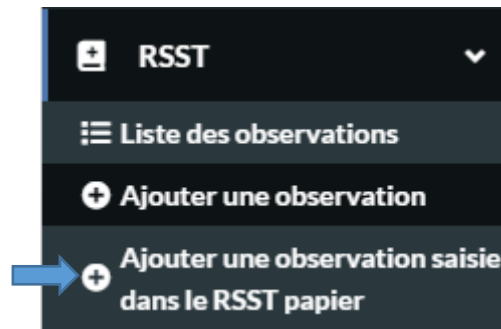 RSST
Liste des observations
Ajouter une observation
Ajouter une observation saisie
dans le RSST papier